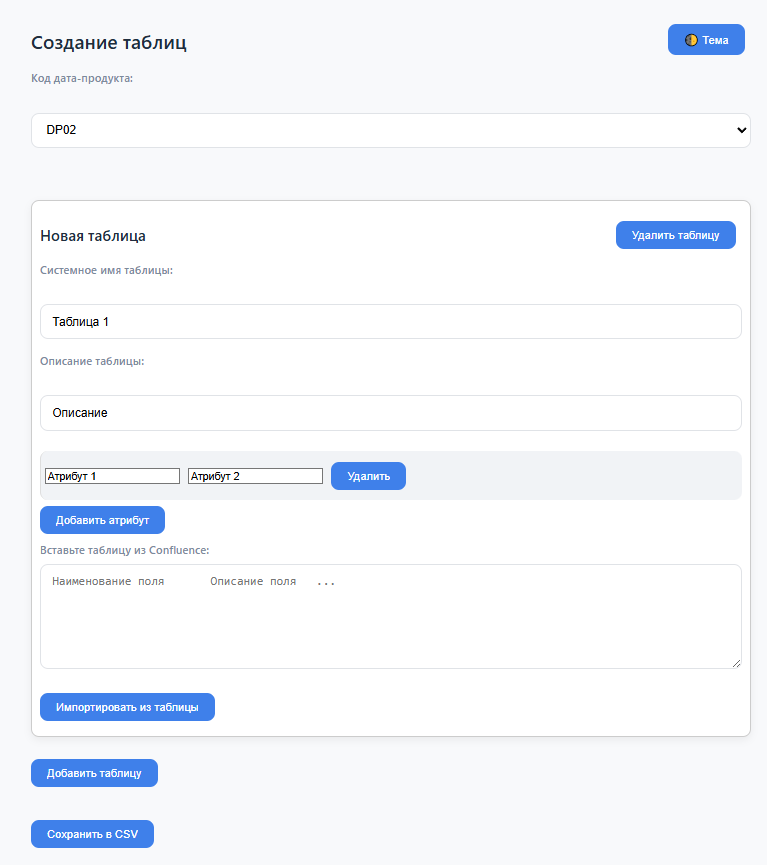 Создание таблиц
Тема
Код дата-продукта:
DP02
Новая таблица
Удалить таблицу
Системное имя таблицы:
Таблица 1
Описание таблицы:
Описание
Атрибут 1 Атрибут 2 Удалить
Добавить атрибут
Вставьте таблицу из Confluence:
Наименование поля Описание поля ...
Импортировать из таблицы
Добавить таблицу
Сохранить в CSV